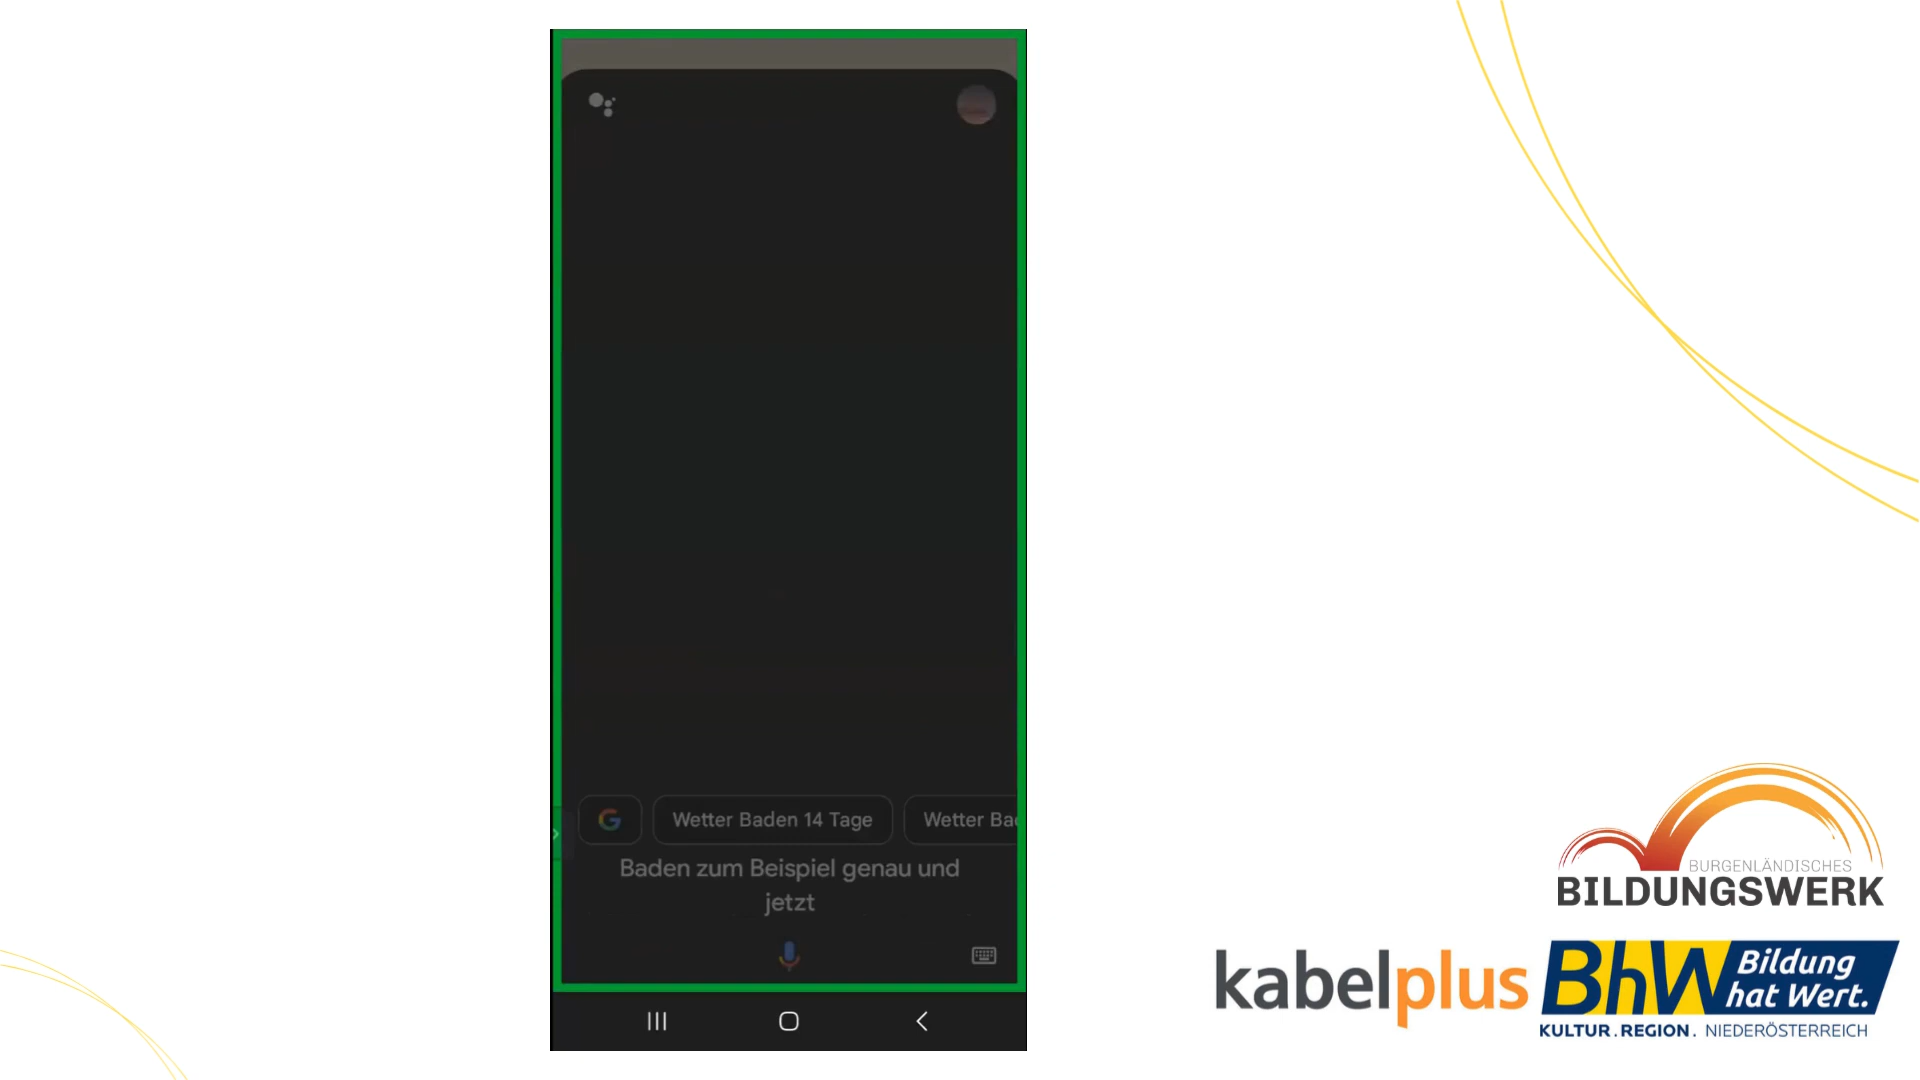 Wetter Baden 14 Tage
Wetter Ba
Baden zum Beispiel genau und
jetzt
BURGENLÄNDISCHES
BILDUNGSWERK
kabelplus
BhW Bildung
hat Wert.
KULTUR.REGION. NIEDERÖSTERREICH